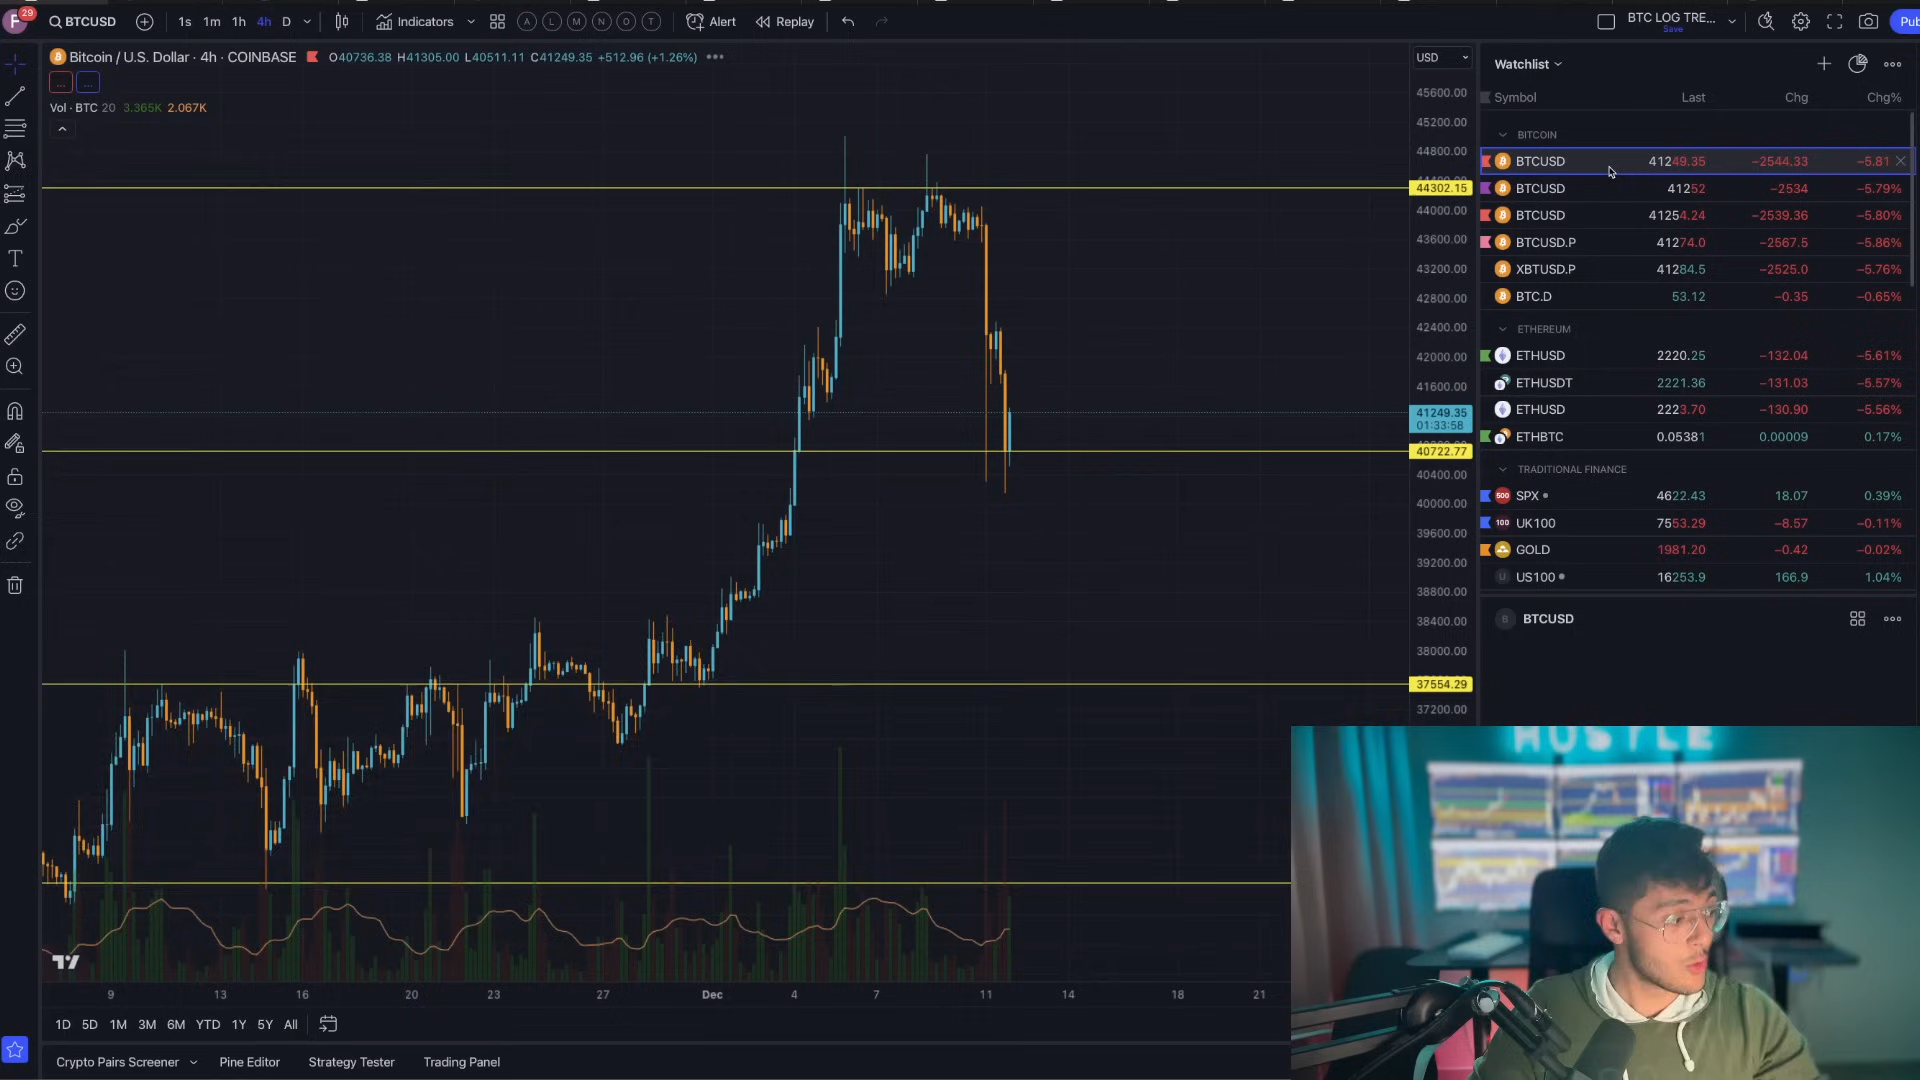 29 F BTCUSD 1s 1m 1h 4h D Indicators A L M N O T Alert Replay BTC LOG TRE... Save Pub
Bitcoin / U.S. Dollar · 4h · COINBASE O40736.38 H41305.00 L40511.11 C41249.35 +512.96 (+1.26%)
Vol · BTC 20 3.365K 2.067K
USD
45600.00
45200.00
44800.00
44302.15
44000.00
43600.00
43200.00
42800.00
42400.00
42000.00
41600.00
41249.35
01:33:58
40722.77
40400.00
40000.00
39600.00
39200.00
38800.00
38400.00
38000.00
37554.29
37200.00
9 13 16 20 23 27 Dec 4 7 11 14 18 21
1D 5D 1M 3M 6M YTD 1Y 5Y All
Crypto Pairs Screener Pine Editor Strategy Tester Trading Panel
Watchlist
Symbol Last Chg Chg%
BITCOIN
BTCUSD 41249.35 −2544.33 −5.81
BTCUSD 41252 −2534 −5.79%
BTCUSD 41254.24 −2539.36 −5.80%
BTCUSD.P 41274.0 −2567.5 −5.86%
XBTUSD.P 41284.5 −2525.0 −5.76%
BTC.D 53.12 −0.35 −0.65%
ETHEREUM
ETHUSD 2220.25 −132.04 −5.61%
ETHUSDT 2221.36 −131.03 −5.57%
ETHUSD 2223.70 −130.90 −5.56%
ETHBTC 0.05381 0.00009 0.17%
TRADITIONAL FINANCE
500 SPX 4622.43 18.07 0.39%
100 UK100 7553.29 −8.57 −0.11%
GOLD 1981.20 −0.42 −0.02%
U US100 16253.9 166.9 1.04%
B BTCUSD
HUSTLE